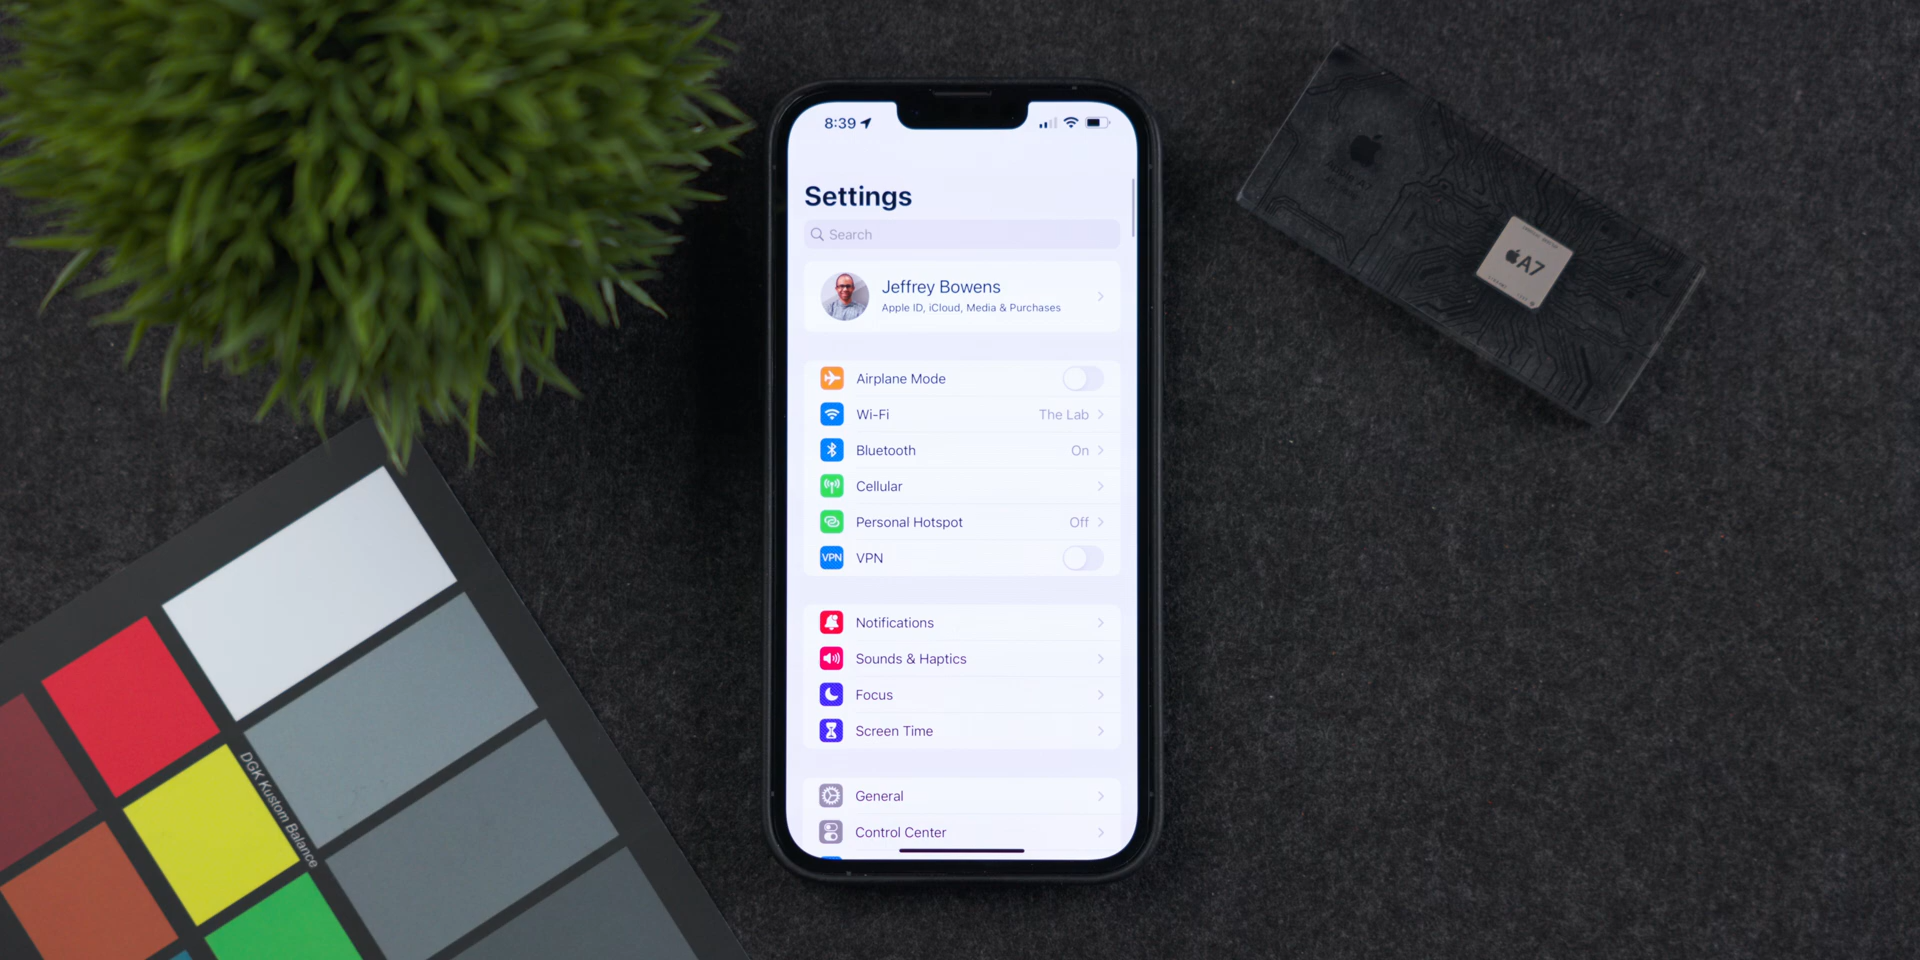 8:39
Settings
Search
Jeffrey Bowens
Apple ID, iCloud, Media & Purchases
Airplane Mode
Wi-Fi The Lab
Bluetooth On
Cellular
Personal Hotspot Off
VPN VPN
Notifications
Sounds & Haptics
Focus
Screen Time
General
Control Center
A7
DGK Kustom Balance